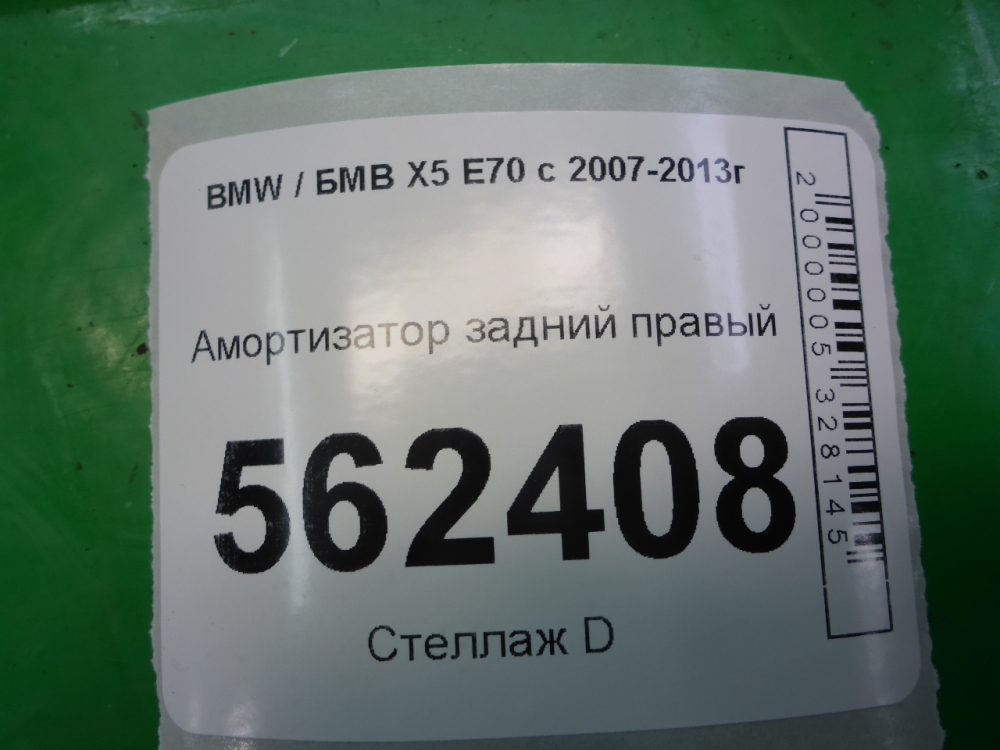 BMW / БМВ X5 E70 с 2007-2013г
Амортизатор задний правый
562408
Стеллаж D
2000005328145